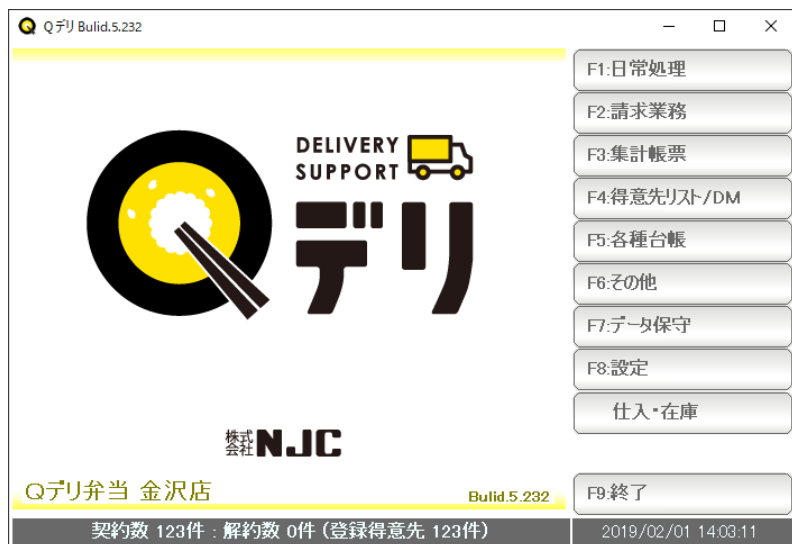 Qデリ Bulid.5.232
DELIVERY
SUPPORT
デリ
株式会社NJC
Qデリ弁当 金沢店
Bulid.5.232
契約数 123件 : 解約数 0件 (登録得意先 123件)
F1:日常処理
F2:請求業務
F3:集計帳票
F4:得意先リスト/DM
F5:各種台帳
F6:その他
F7:データ保守
F8:設定
仕入・在庫
F9:終了
2019/02/01 14:03:11